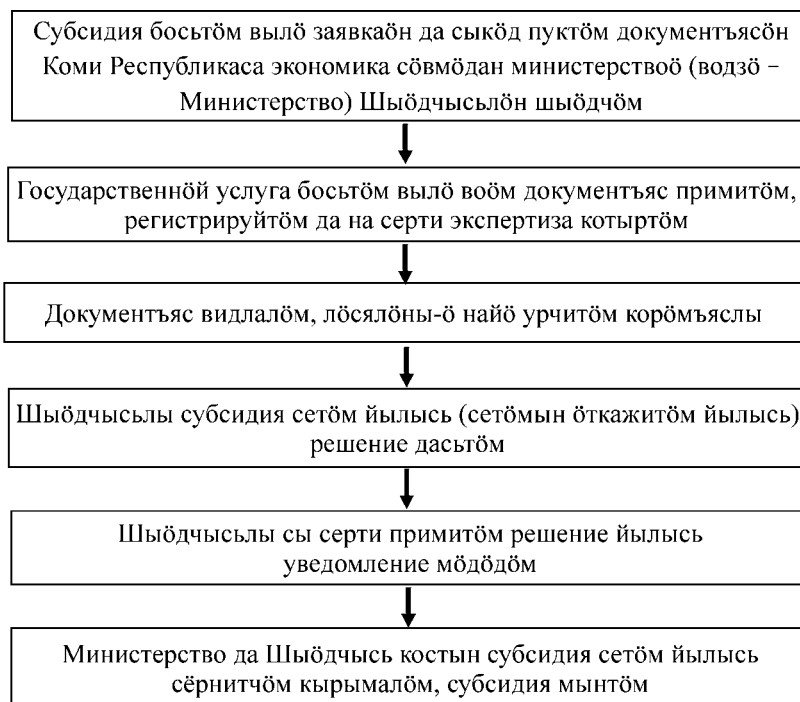 Субсидия босьтӧм вылӧ заявкаӧн да сыкӧд пуктӧм документъясӧн
Коми Республикаса экономика сӧвмӧдан министерствоӧ (водзӧ –
Министерство) Шыӧдчысьлӧн шыӧдчӧм
Государственнӧй услуга босьтӧм вылӧ воӧм документъяс примитӧм,
регистрируйтӧм да на серти экспертиза котыртӧм
Документъяс видлалӧм, лӧсялӧны-ӧ найӧ урчитӧм корӧмъяслы
Шыӧдчысьлы субсидия сетӧм йылысь (сетӧмын ӧткажитӧм йылысь)
решение дасьтӧм
Шыӧдчысьлы сы серти примитӧм решение йылысь
уведомление мӧдӧдӧм
Министерство да Шыӧдчысь костын субсидия сетӧм йылысь
сёрнитчӧм кырымалӧм, субсидия мынтӧм